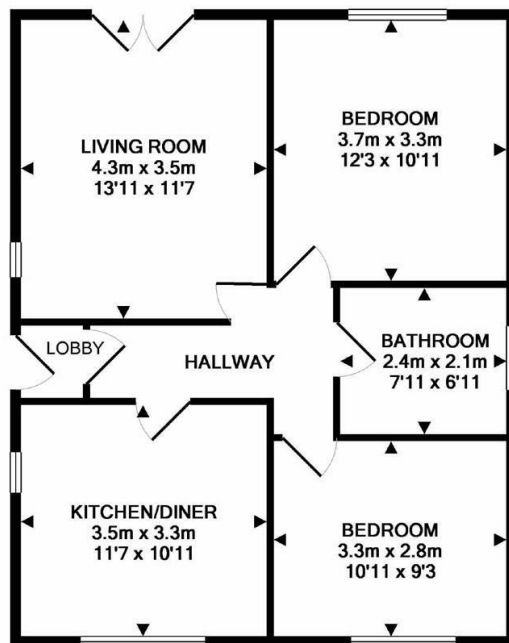 LIVING ROOM
4.3m x 3.5m
13'11 x 11'7
BEDROOM
3.7m x 3.3m
12'3 x 10'11
LOBBY
HALLWAY
BATHROOM
2.4m x 2.1m
7'11 x 6'11
KITCHEN/DINER
3.5m x 3.3m
11'7 x 10'11
BEDROOM
3.3m x 2.8m
10'11 x 9'3